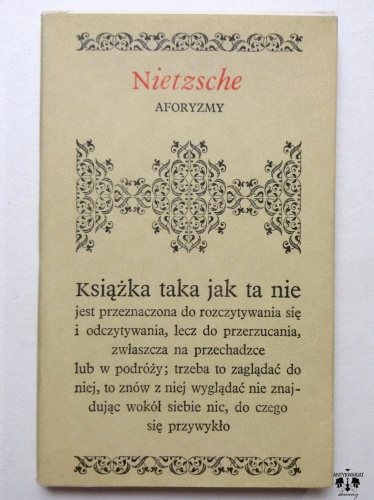 Nietzsche
AFORYZMY
Książka taka jak ta nie
jest przeznaczona do rozczytywania się
i odczytywania, lecz do przerzucania,
zwłaszcza na przechadzce
lub w podróży; trzeba to zaglądać do
niej, to znów z niej wyglądać nie znaj-
dując wokół siebie nic, do czego
się przywykło
ANTYKWARIAT